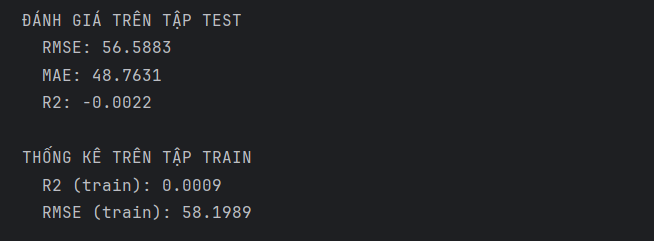 ĐÁNH GIÁ TRÊN TẬP TEST
RMSE: 56.5883
MAE: 48.7631
R2: -0.0022
THỐNG KÊ TRÊN TẬP TRAIN
R2 (train): 0.0009
RMSE (train): 58.1989